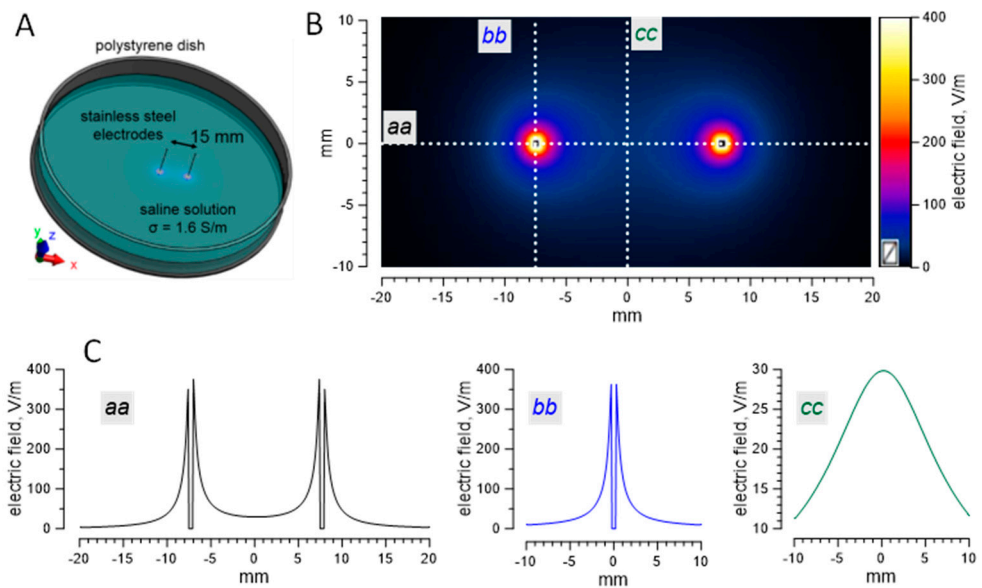 A
polystyrene dish
stainless steel
electrodes
15 mm
saline solution
σ = 1.6 S/m
y
z
x
B
bb
cc
aa
mm
10
5
0
-5
-10
-20
-15
-10
-5
0
5
10
15
20
mm
400
300
200
100
0
electric field, V/m
C
aa
electric field, V/m
400
300
200
100
0
-20
-15
-10
-5
0
5
10
15
20
mm
bb
electric field, V/m
400
300
200
100
0
-10
-5
0
5
10
mm
cc
electric field, V/m
30
25
20
15
10
-10
-5
0
5
10
mm